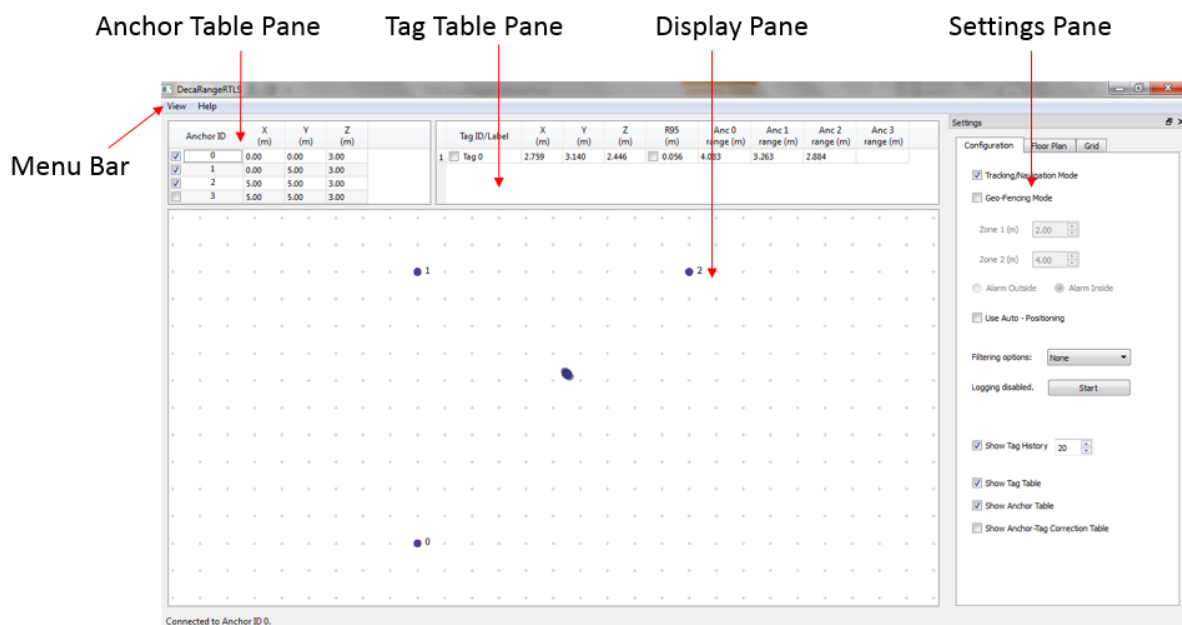 Anchor Table Pane Tag Table Pane Display Pane Settings Pane
DecaRangeRTLS
View Help
Menu Bar
Anchor ID X (m) Y (m) Z (m)
0 0.00 0.00 3.00
1 0.00 5.00 3.00
2 5.00 5.00 3.00
3 5.00 5.00 3.00
Tag ID/Label X (m) Y (m) Z (m) R95 (m) Anc 0 range (m) Anc 1 range (m) Anc 2 range (m) Anc 3 range (m)
1 Tag 0 2.759 3.140 2.446 0.056 4.083 3.263 2.884
1
2
0
Settings
Configuration Floor Plan Grid
Tracking/Navigation Mode
Geo-Fencing Mode
Zone 1 (m) 2.00
Zone 2 (m) 4.00
Alarm Outside Alarm Inside
Use Auto - Positioning
Filtering options: None
Logging disabled. Start
Show Tag History 20
Show Tag Table
Show Anchor Table
Show Anchor-Tag Correction Table
Connected to Anchor ID 0.